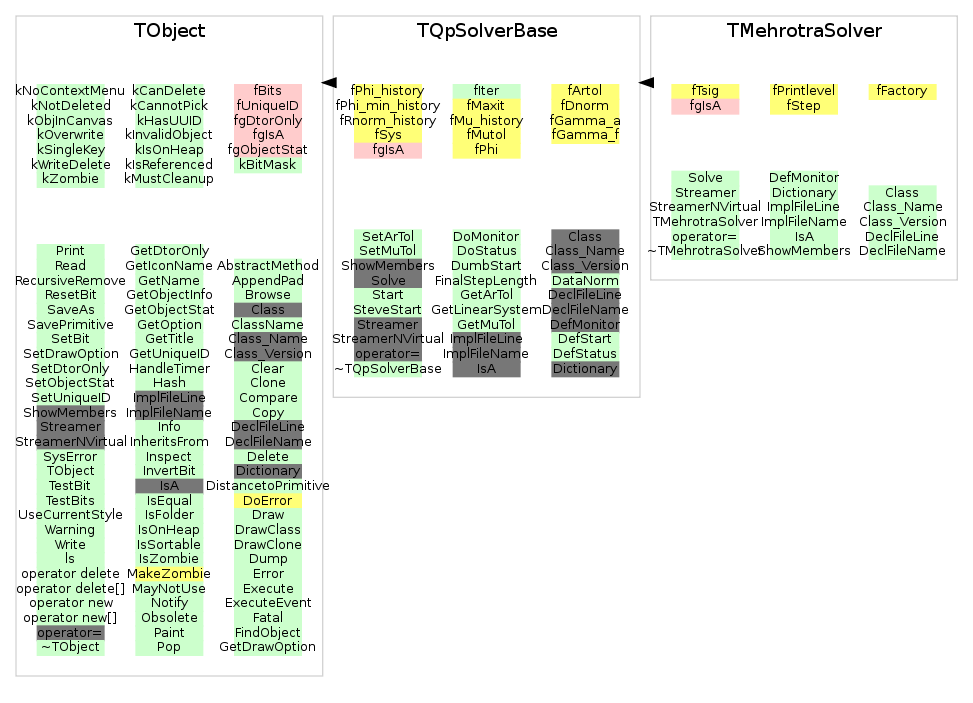 TObject
kNoContextMenu
kNotDeleted
kObjInCanvas
kOverwrite
kSingleKey
kWriteDelete
kZombie
kCanDelete
kCannotPick
kHasUUID
kInvalidObject
kIsOnHeap
kIsReferenced
kMustCleanup
fBits
fUniqueID
fgDtorOnly
fgIsA
fgObjectStat
kBitMask
Print
Read
RecursiveRemove
ResetBit
SaveAs
SavePrimitive
SetBit
SetDrawOption
SetDtorOnly
SetObjectStat
SetUniqueID
ShowMembers
Streamer
StreamerNVirtual
SysError
TObject
TestBit
TestBits
UseCurrentStyle
Warning
Write
ls
operator delete
operator delete[]
operator new
operator new[]
operator=
~TObject
GetDtorOnly
GetIconName
GetName
GetObjectInfo
GetObjectStat
GetOption
GetTitle
GetUniqueID
HandleTimer
Hash
ImplFileLine
ImplFileName
Info
InheritsFrom
Inspect
InvertBit
IsA
IsEqual
IsFolder
IsOnHeap
IsSortable
IsZombie
MakeZombie
MayNotUse
Notify
Obsolete
Paint
Pop
AbstractMethod
AppendPad
Browse
Class
ClassName
Class_Name
Class_Version
Clear
Clone
Compare
Copy
DeclFileLine
DeclFileName
Delete
Dictionary
DistancetoPrimitive
DoError
Draw
DrawClass
DrawClone
Dump
Error
Execute
ExecuteEvent
Fatal
FindObject
GetDrawOption
TQpSolverBase
fPhi_history
fPhi_min_history
fRnorm_history
fSys
fgIsA
fIter
fMaxit
fMu_history
fMutol
fPhi
fArtol
fDnorm
fGamma_a
fGamma_f
SetArTol
SetMuTol
ShowMembers
Solve
Start
SteveStart
Streamer
StreamerNVirtual
operator=
~TQpSolverBase
DoMonitor
DoStatus
DumbStart
FinalStepLength
GetArTol
GetLinearSystem
GetMuTol
ImplFileLine
ImplFileName
IsA
Class
Class_Name
Class_Version
DataNorm
DeclFileLine
DeclFileName
DefMonitor
DefStart
DefStatus
Dictionary
TMehrotraSolver
fTsig
fgIsA
fPrintlevel
fStep
fFactory
Solve
Streamer
StreamerNVirtual
TMehrotraSolver
operator=
~TMehrotraSolver
DefMonitor
Dictionary
ImplFileLine
ImplFileName
IsA
ShowMembers
Class
Class_Name
Class_Version
DeclFileLine
DeclFileName